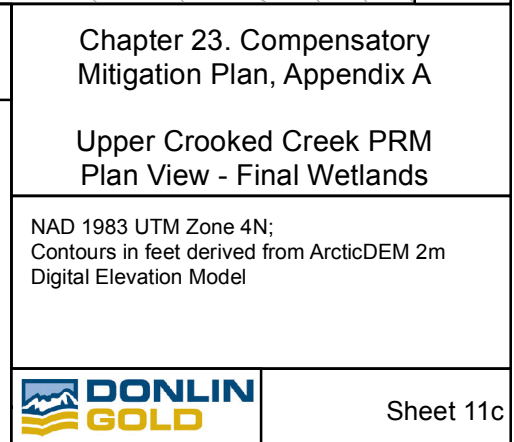 Chapter 23. Compensatory
Mitigation Plan, Appendix A
Upper Crooked Creek PRM
Plan View - Final Wetlands
NAD 1983 UTM Zone 4N;
Contours in feet derived from ArcticDEM 2m
Digital Elevation Model
DONLIN
GOLD
Sheet 11c